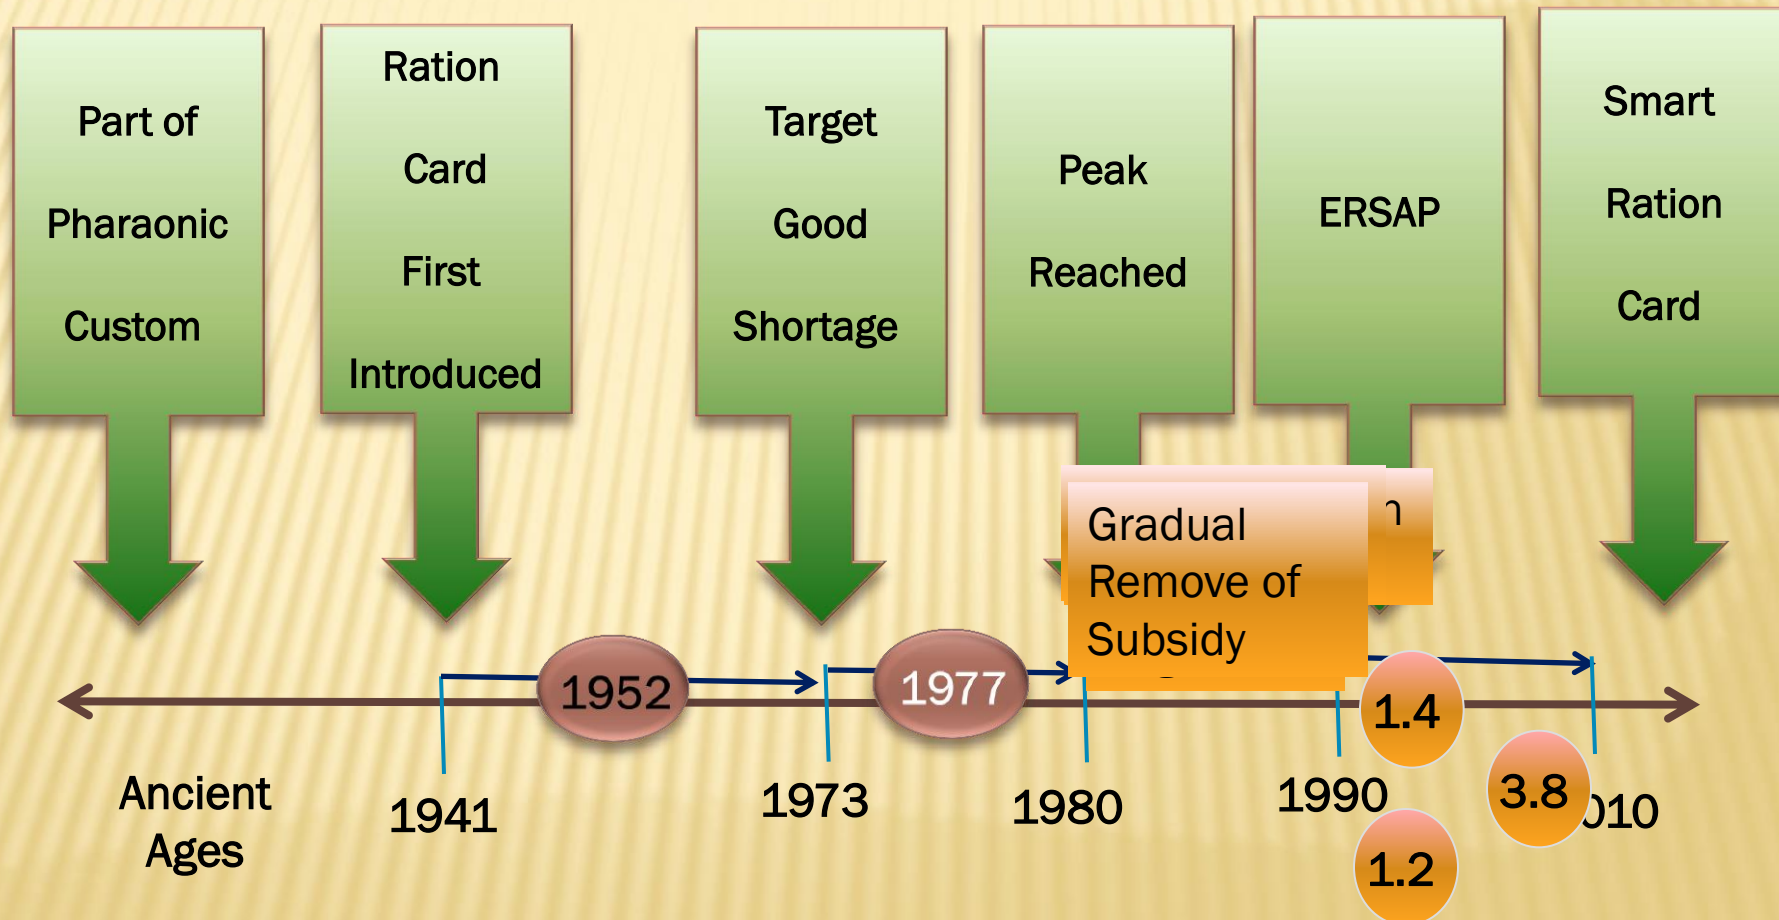 Part of
Pharaonic
Custom
Ration
Card
First
Introduced
Target
Good
Shortage
Peak
Reached
ERSAP
Smart
Ration
Card
n
Gradual
Remove of
Subsidy
1952
1977
1.4
3.8
1.2
Ancient
Ages
1941
1973
1980
1990
010